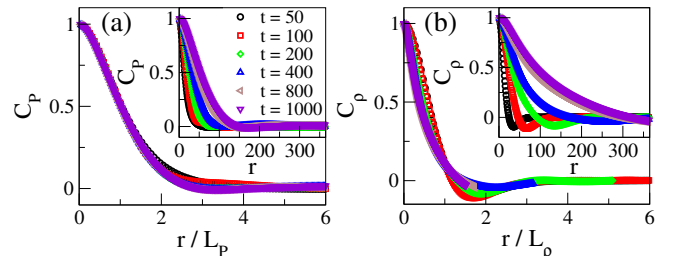 (a)
C_P
1
0.5
0
0 2 4 6
r / L_P
C_P
1
0.5
0
0 100 200 300
r
t = 50
t = 100
t = 200
t = 400
t = 800
t = 1000
(b)
C_ρ
1
0.5
0
0 2 4 6
r / L_ρ
C_ρ
1
0.5
0
0 100 200 300
r